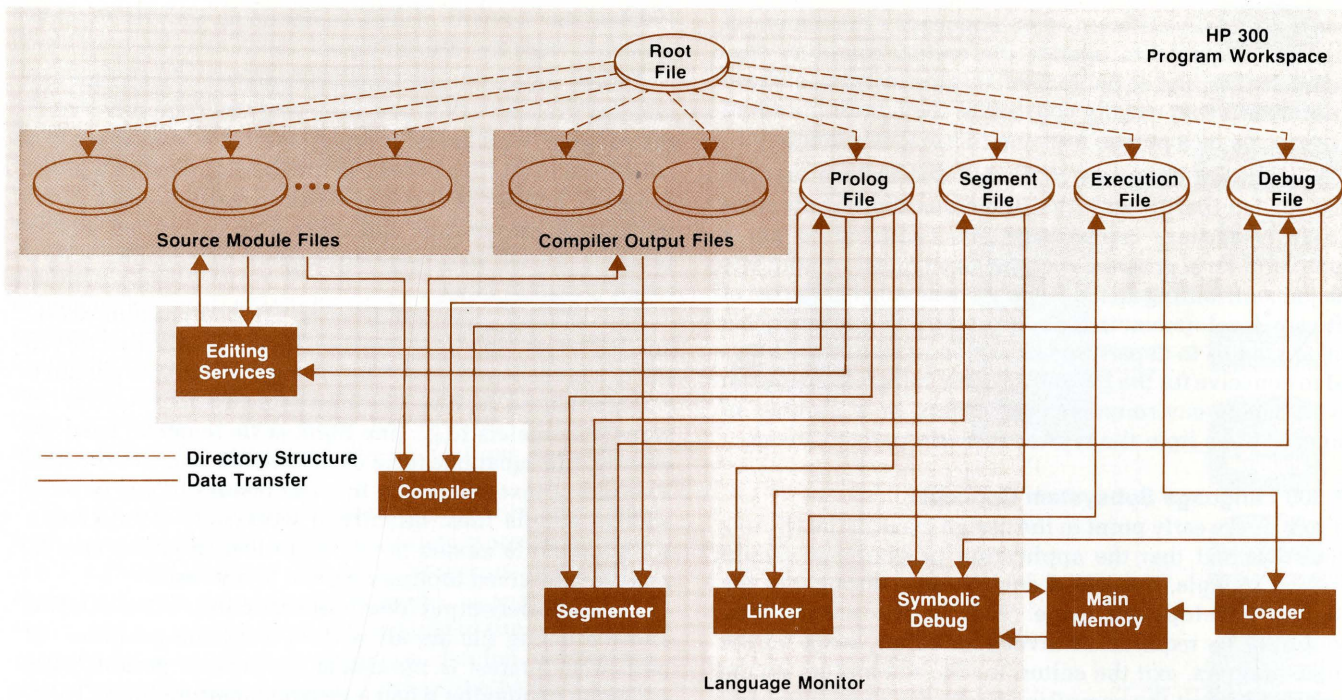 HP 300
Program Workspace
Root
File
Prolog
File
Segment
File
Execution
File
Debug
File
Source Module Files
Compiler Output Files
Editing
Services
Directory Structure
Data Transfer
Compiler
Segmenter
Linker
Symbolic
Debug
Main
Memory
Loader
Language Monitor